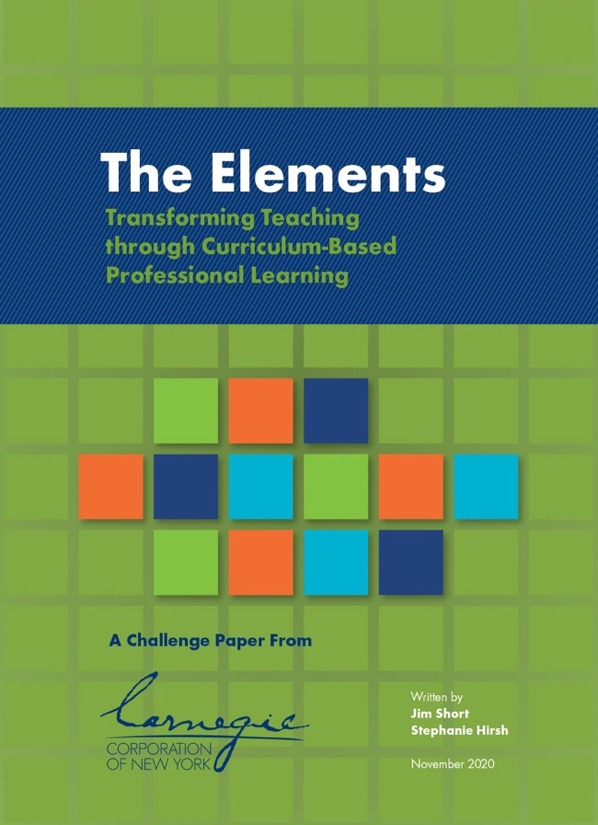 The Elements
Transforming Teaching
through Curriculum-Based
Professional Learning
A Challenge Paper From
Carnegie
CORPORATION
OF NEW YORK
Written by
Jim Short
Stephanie Hirsh
November 2020